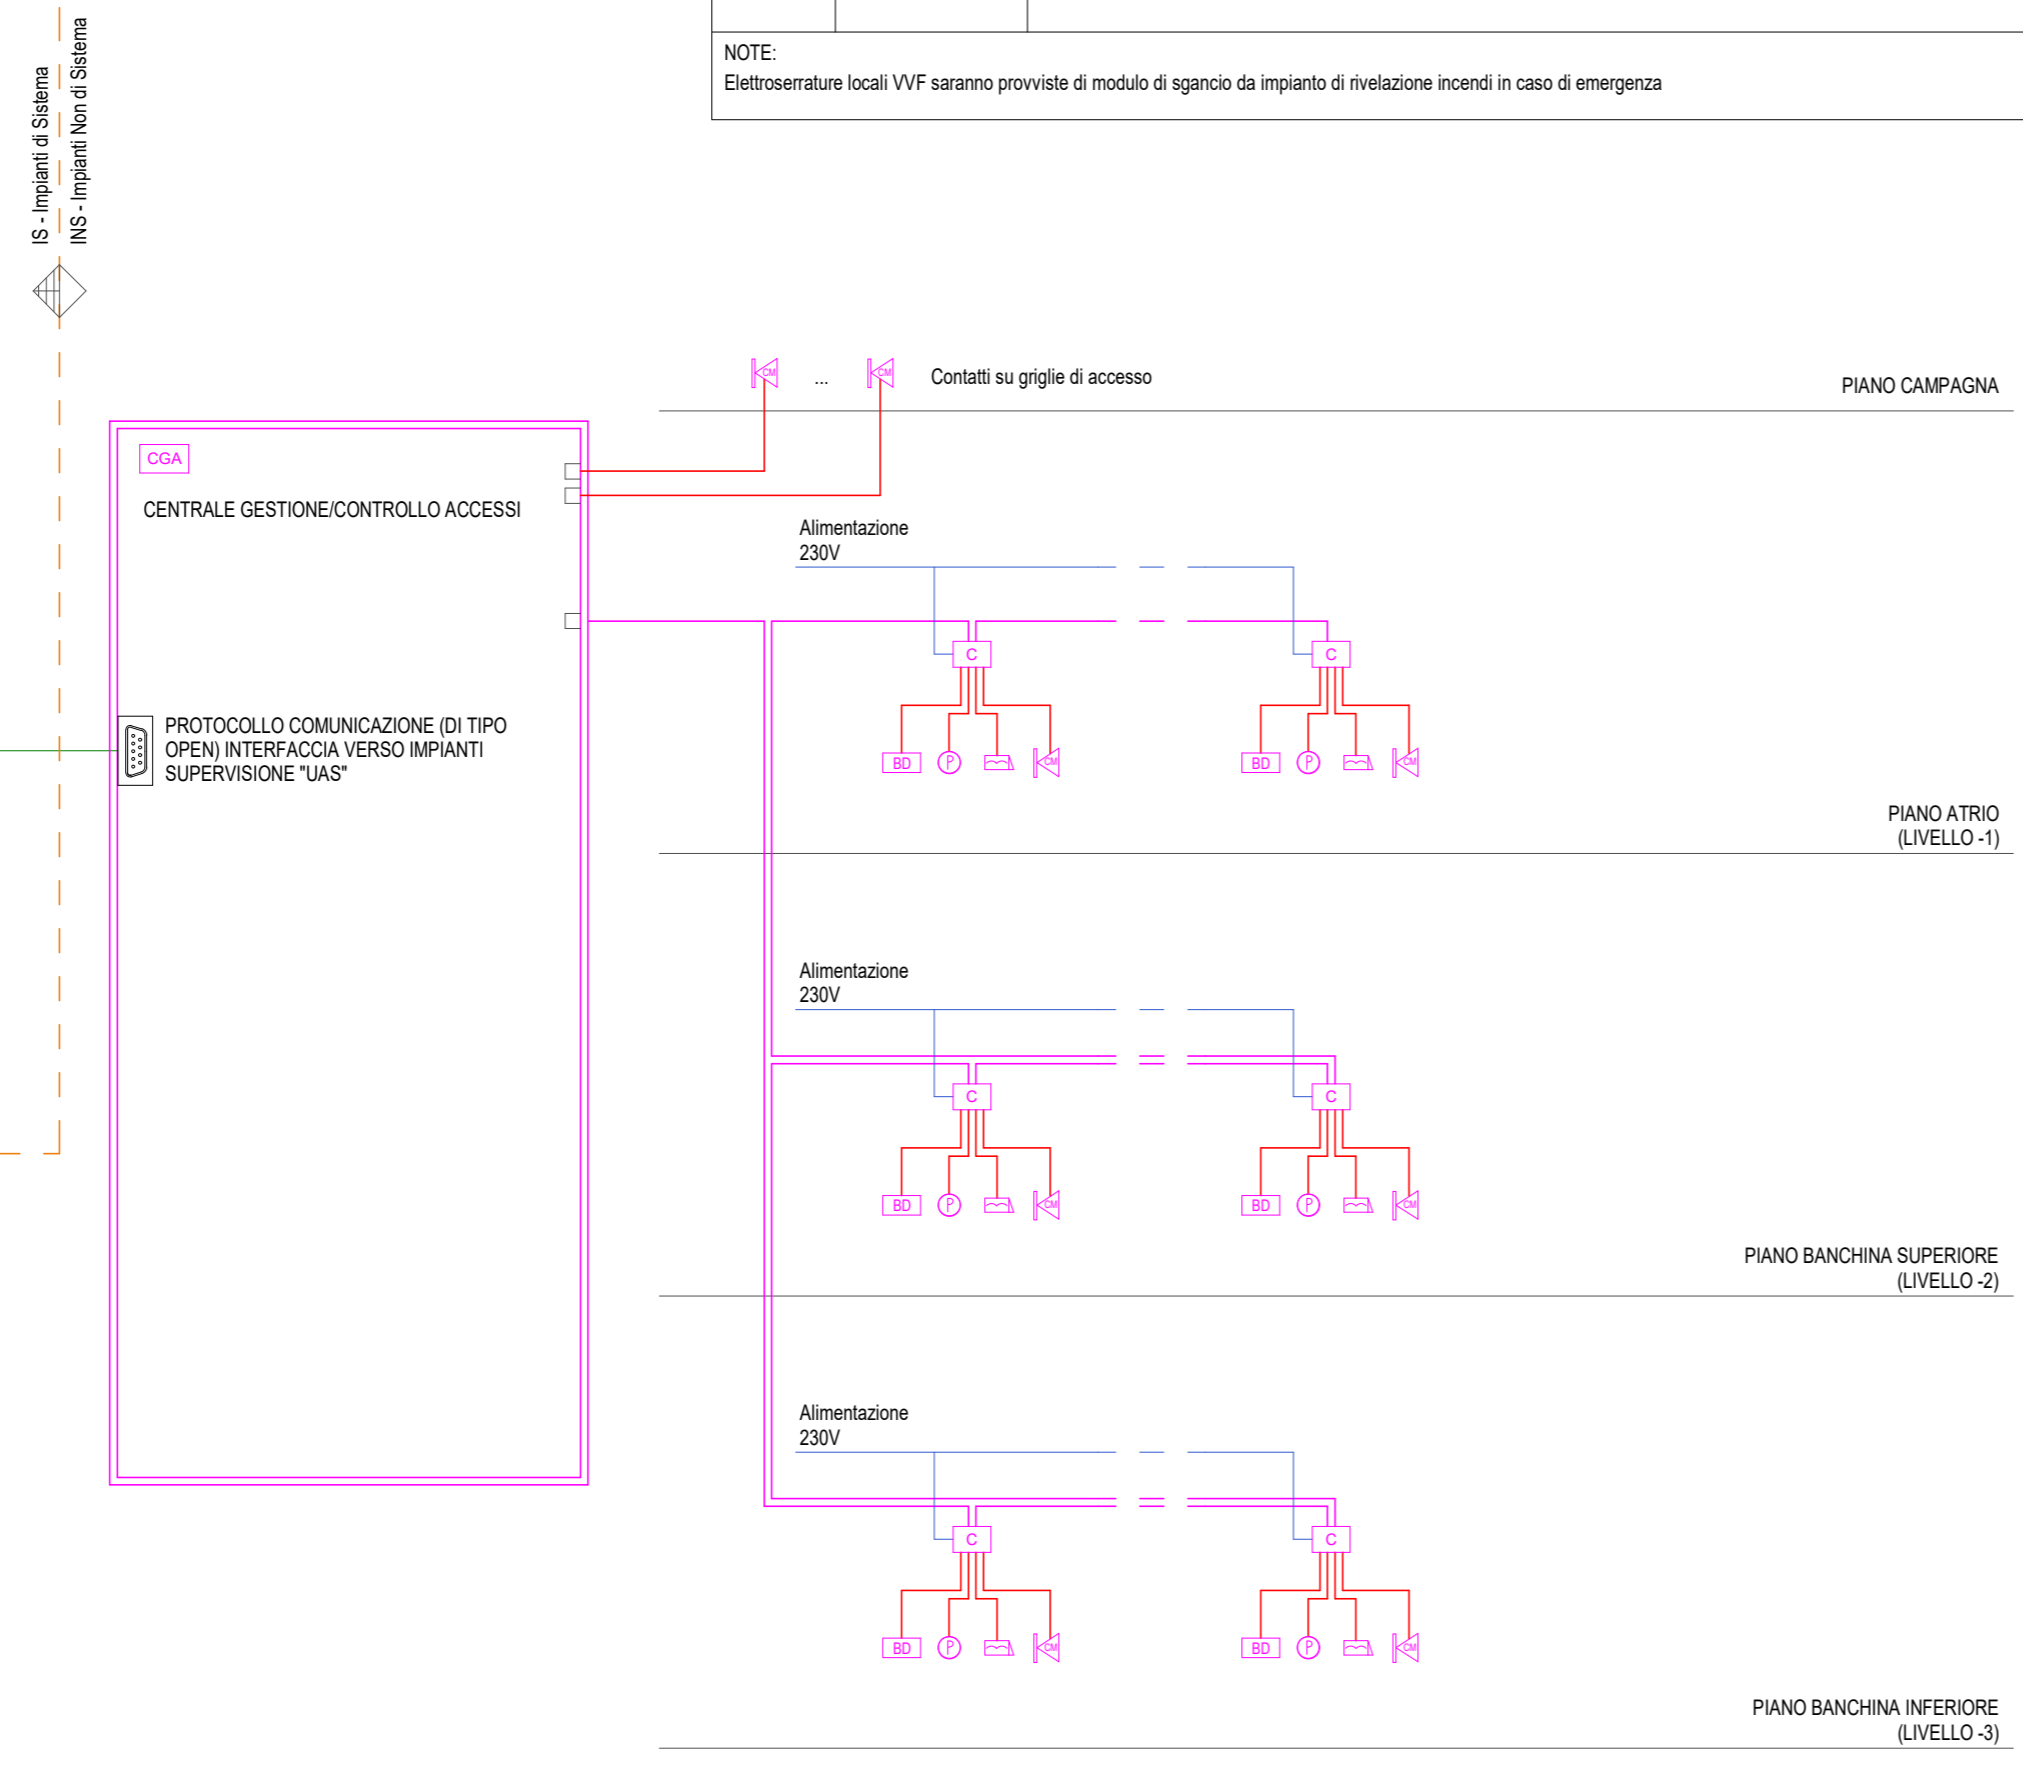 NOTE:
Elettroserrature locali VVF saranno provviste di modulo di sgancio da impianto di rivelazione incendi in caso di emergenza
IS - Impianti di Sistema
INS - Impianti Non di Sistema
CM
...
CM
Contatti su griglie di accesso
PIANO CAMPAGNA
CGA
CENTRALE GESTIONE/CONTROLLO ACCESSI
Alimentazione
230V
C
C
BD
P
CM
BD
P
CM
PROTOCOLLO COMUNICAZIONE (DI TIPO
OPEN) INTERFACCIA VERSO IMPIANTI
SUPERVISIONE "UAS"
PIANO ATRIO
(LIVELLO -1)
Alimentazione
230V
C
C
BD
P
CM
BD
P
CM
PIANO BANCHINA SUPERIORE
(LIVELLO -2)
Alimentazione
230V
C
C
BD
P
CM
BD
P
CM
PIANO BANCHINA INFERIORE
(LIVELLO -3)